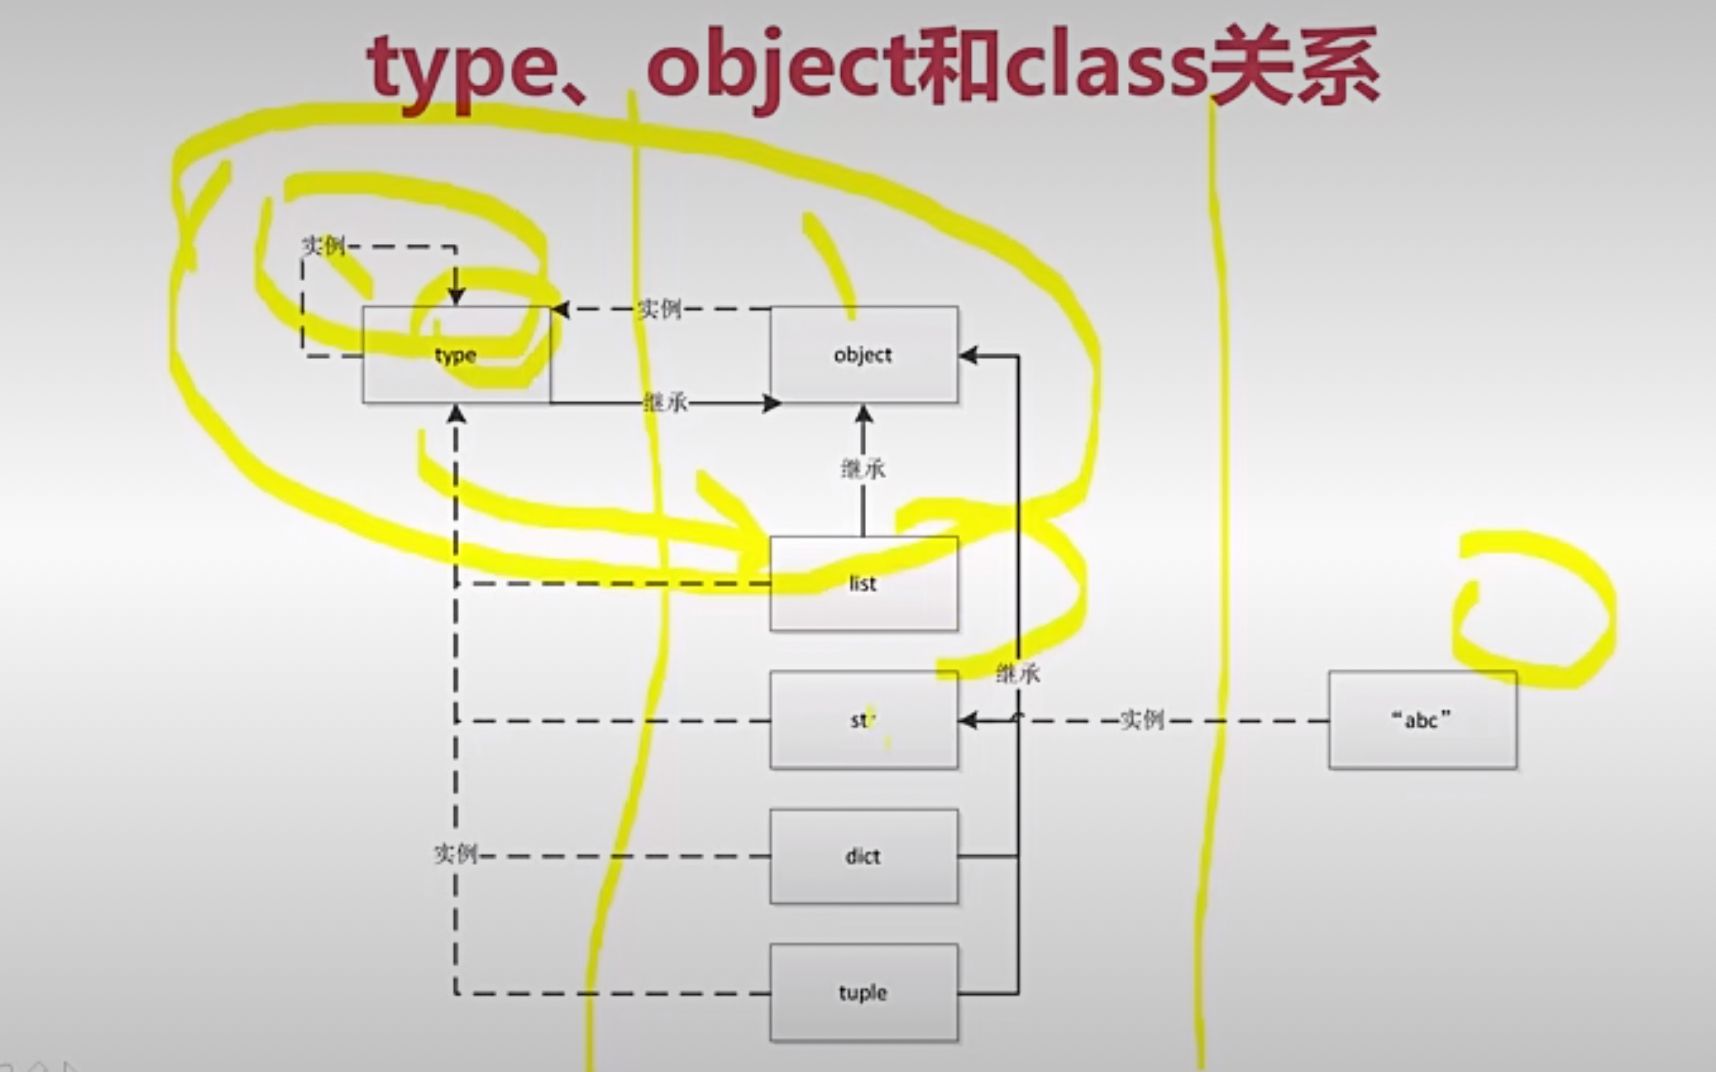 type、object和class关系
实例
实例
type
object
继承
继承
list
继承
str
实例
“abc”
实例
dict
tuple